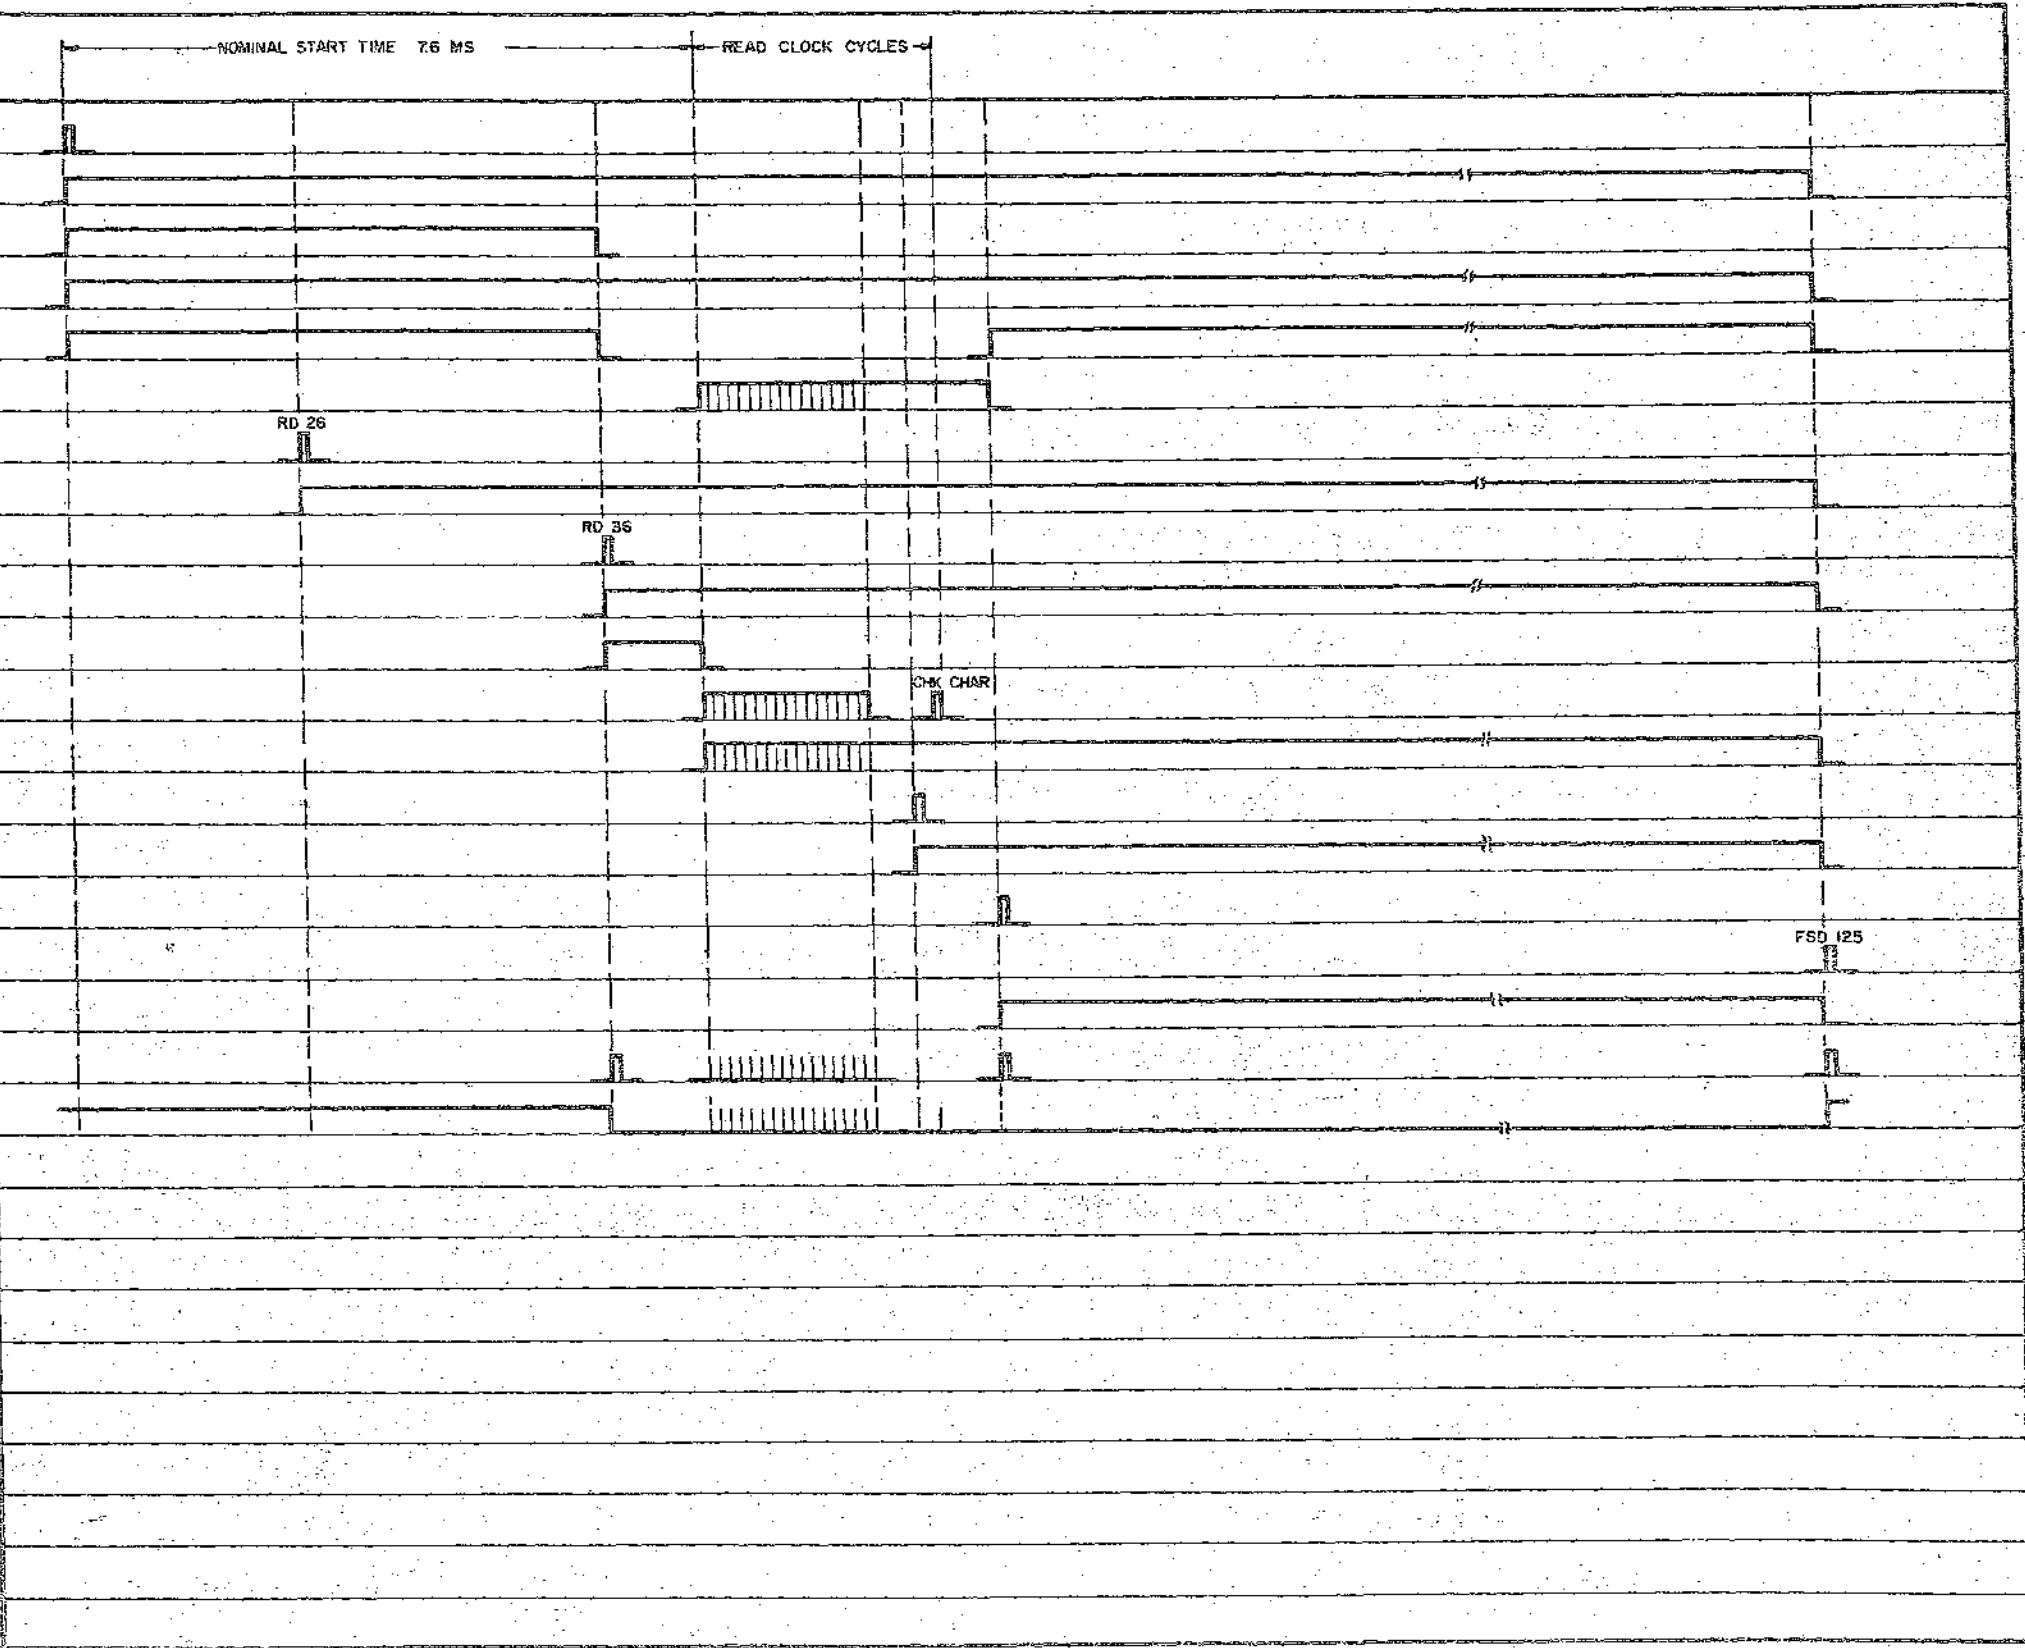 NOMINAL START TIME 7.6 MS
READ CLOCK CYCLES
RD 26
RD 36
CHK CHAR
FSD 125